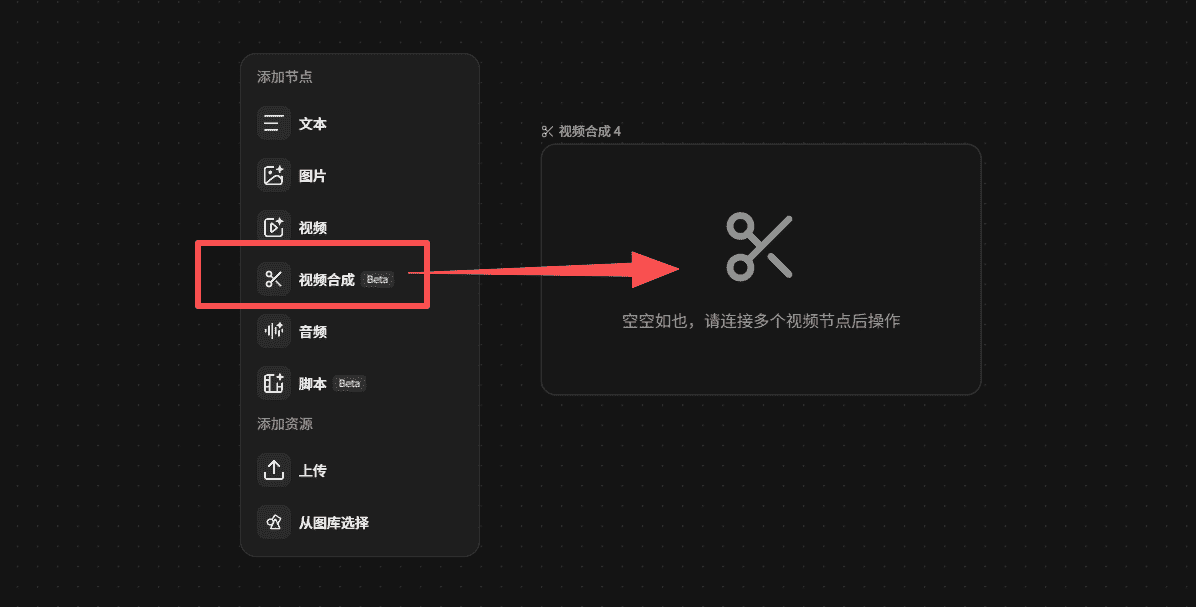 添加节点
文本
图片
视频
视频合成 Beta
音频
脚本 Beta
添加资源
上传
从图库选择
视频合成 4
空空如也，请连接多个视频节点后操作